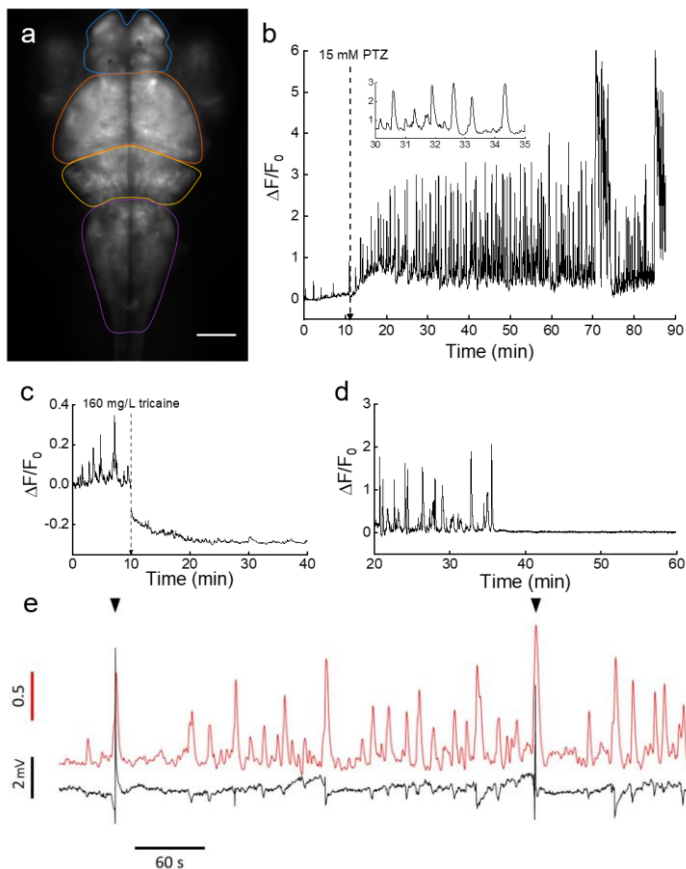 a
b
15 mM PTZ
6
5
4
3
2
1
0
ΔF/F₀
3
2
1
30 31 32 33 34 35
0 10 20 30 40 50 60 70 80 90
Time (min)
c
160 mg/L tricaine
0.4
0.2
0.0
-0.2
ΔF/F₀
0 10 20 30 40
Time (min)
d
3
2
1
0
ΔF/F₀
20 30 40 50 60
Time (min)
e
0.5
2 mV
60 s